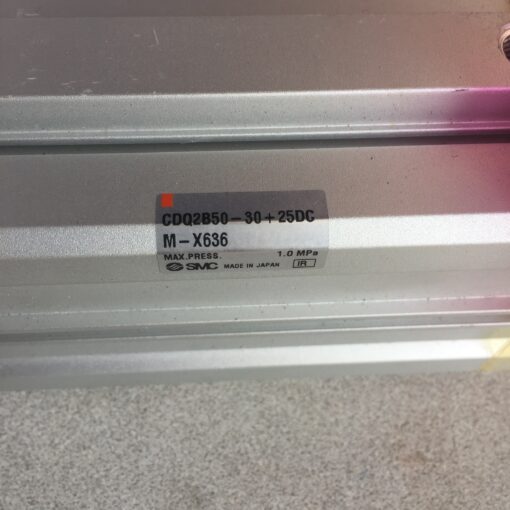 CDQ2B50-30+25DC
M-X636
MAX.PRESS. 1.0 MPa
SMC MADE IN JAPAN IR